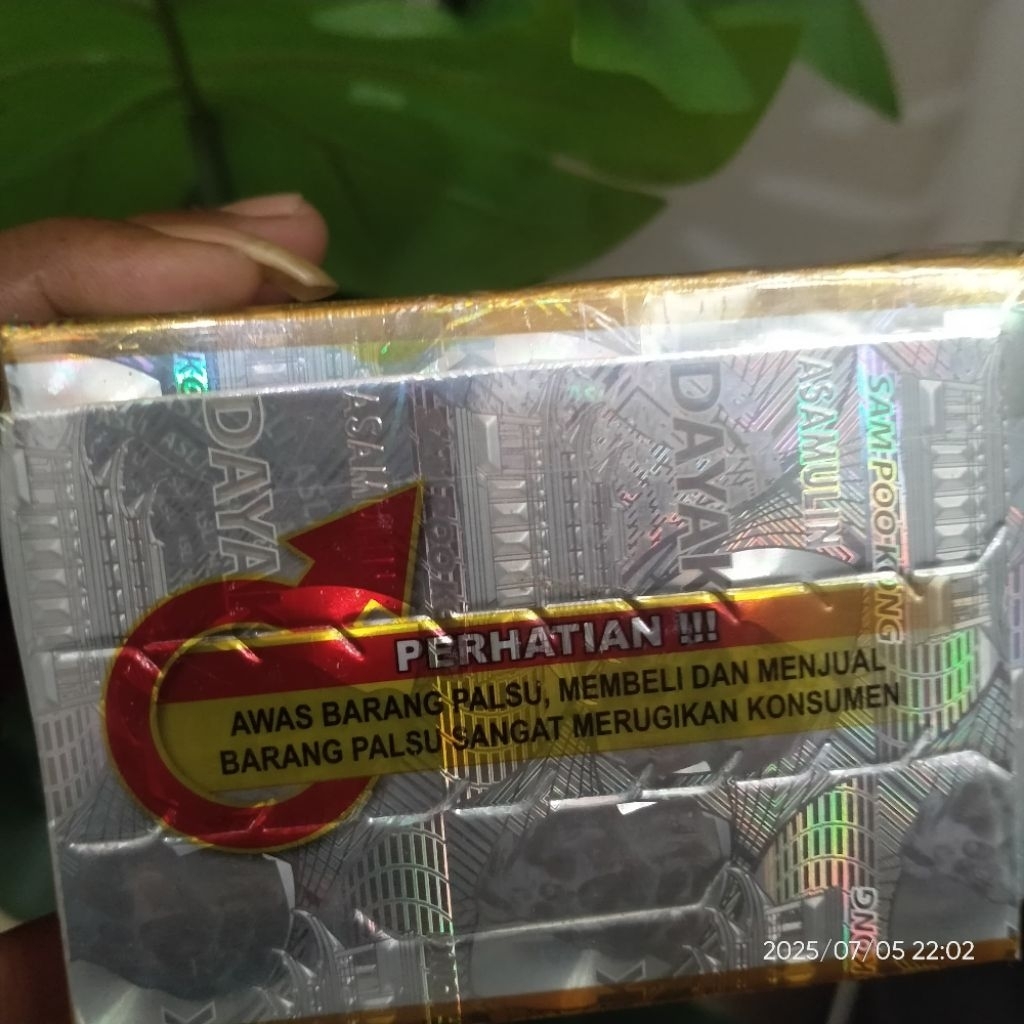 DAYA
ASAM
DAYAK
ASAMULIN
SAM POO KONG
PERHATIAN !!!
AWAS BARANG PALSU, MEMBELI DAN MENJUAL
BARANG PALSU SANGAT MERUGIKAN KONSUMEN
2025/07/05 22:02